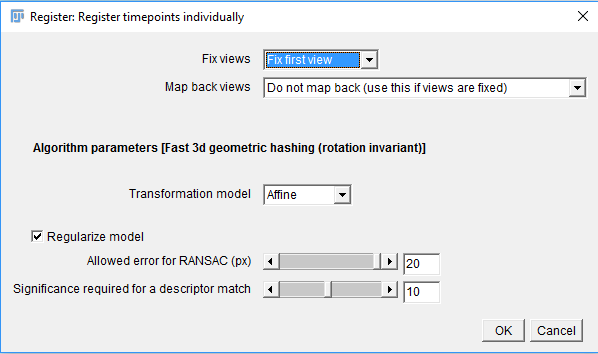 Register: Register timepoints individually
Fix views Fix first view
Map back views Do not map back (use this if views are fixed)
Algorithm parameters [Fast 3d geometric hashing (rotation invariant)]
Transformation model Affine
Regularize model
Allowed error for RANSAC (px) 20
Significance required for a descriptor match 10
OK Cancel